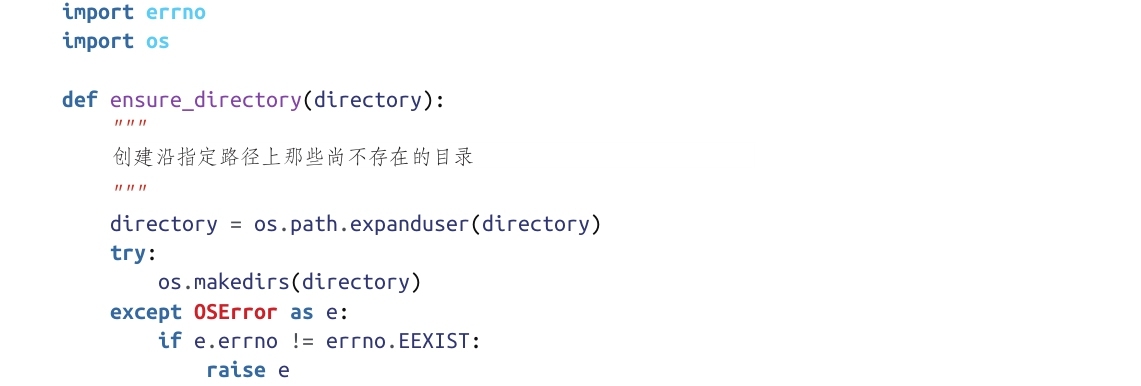 import errno
import os
def ensure_directory(directory):
"""
创建沿指定路径上那些尚不存在的目录
"""
directory = os.path.expanduser(directory)
try:
os.makedirs(directory)
except OSError as e:
if e.errno != errno.EEXIST:
raise e